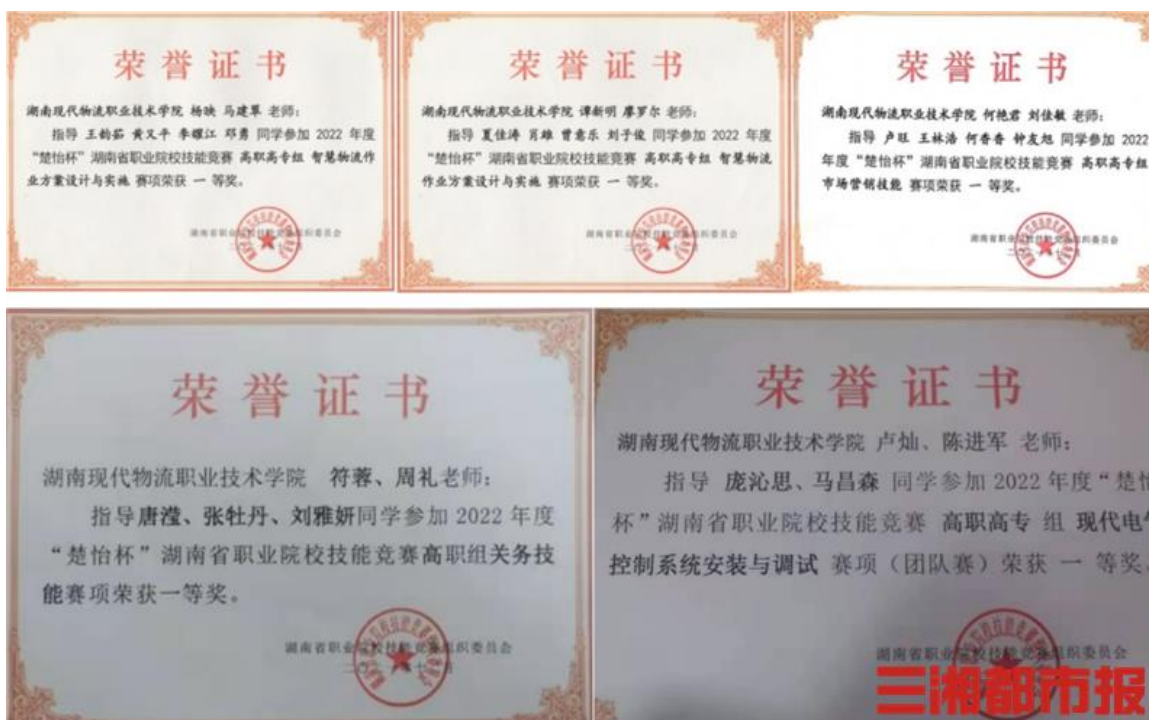 荣誉证书
湖南现代物流职业技术学院 杨映 马建翠 老师：
指导 王韵茹 黄又平 李耀江 邓勇 同学参加 2022 年度
“楚怡杯”湖南省职业院校技能竞赛 高职高专组 智慧物流作
业方案设计与实施 赛项荣获 一 等奖。
荣誉证书
湖南现代物流职业技术学院 谭新明 廖罗尔 老师：
指导 夏佳涛 肖雄 曾意乐 刘子俊 同学参加 2022 年度
“楚怡杯”湖南省职业院校技能竞赛 高职高专组 智慧物流
作业方案设计与实施 赛项荣获 一 等奖。
荣誉证书
湖南现代物流职业技术学院 何艳君 刘佳敏 老师：
指导 卢旺 王林浩 何香香 钟友旭 同学参加 2022
年度“楚怡杯”湖南省职业院校技能竞赛 高职高专组
市场营销技能 赛项荣获 一 等奖。
荣誉证书
湖南现代物流职业技术学院 符蓉、周礼老师：
指导唐滢、张牡丹、刘雅妍同学参加 2022 年度
“楚怡杯”湖南省职业院校技能竞赛高职组关务技
能赛项荣获一等奖。
湖南省职业院校技能竞赛组织委员会
荣誉证书
湖南现代物流职业技术学院 卢灿、陈进军 老师：
指导 庞沁思、马昌森 同学参加 2022 年度“楚怡
杯”湖南省职业院校技能竞赛 高职高专 组 现代电气
控制系统安装与调试 赛项（团队赛）荣获 一 等奖。
三湘都市报